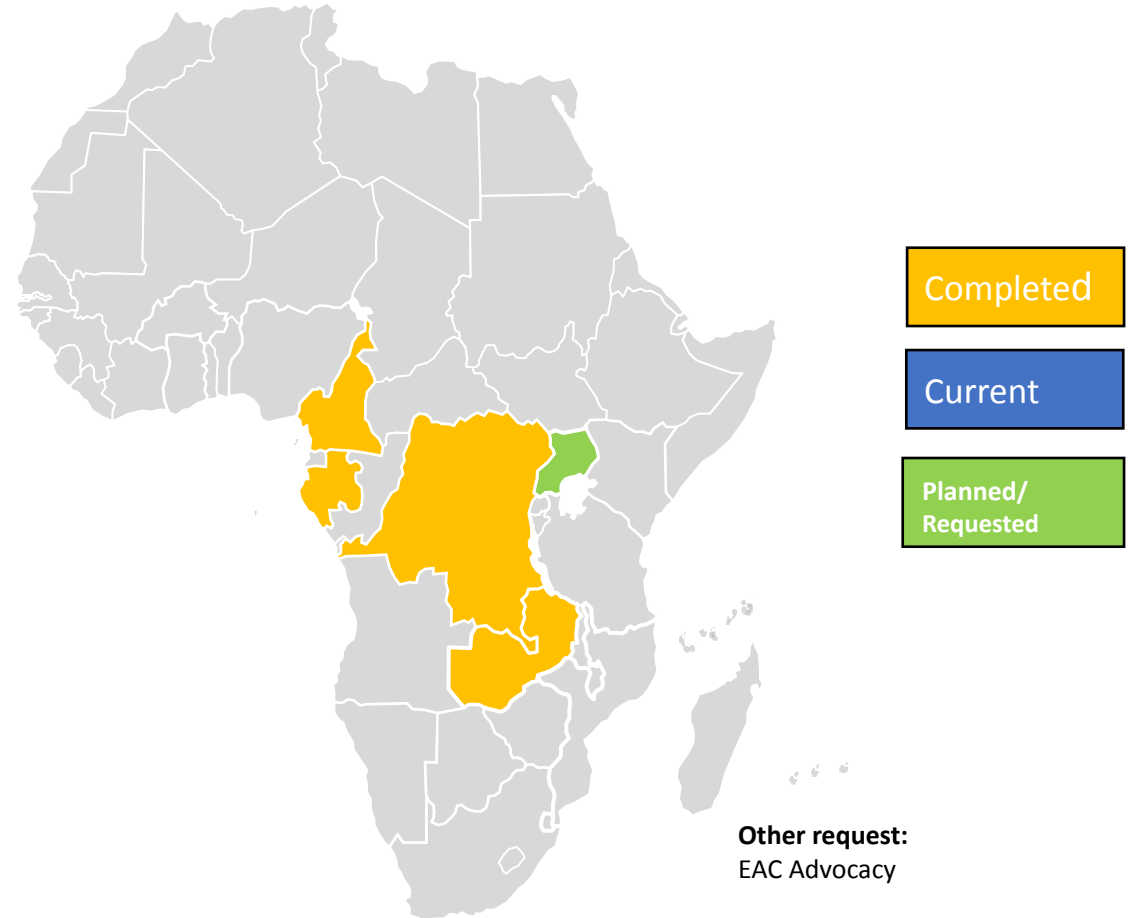 Completed
Current
Planned/
Requested
Other request:
EAC Advocacy